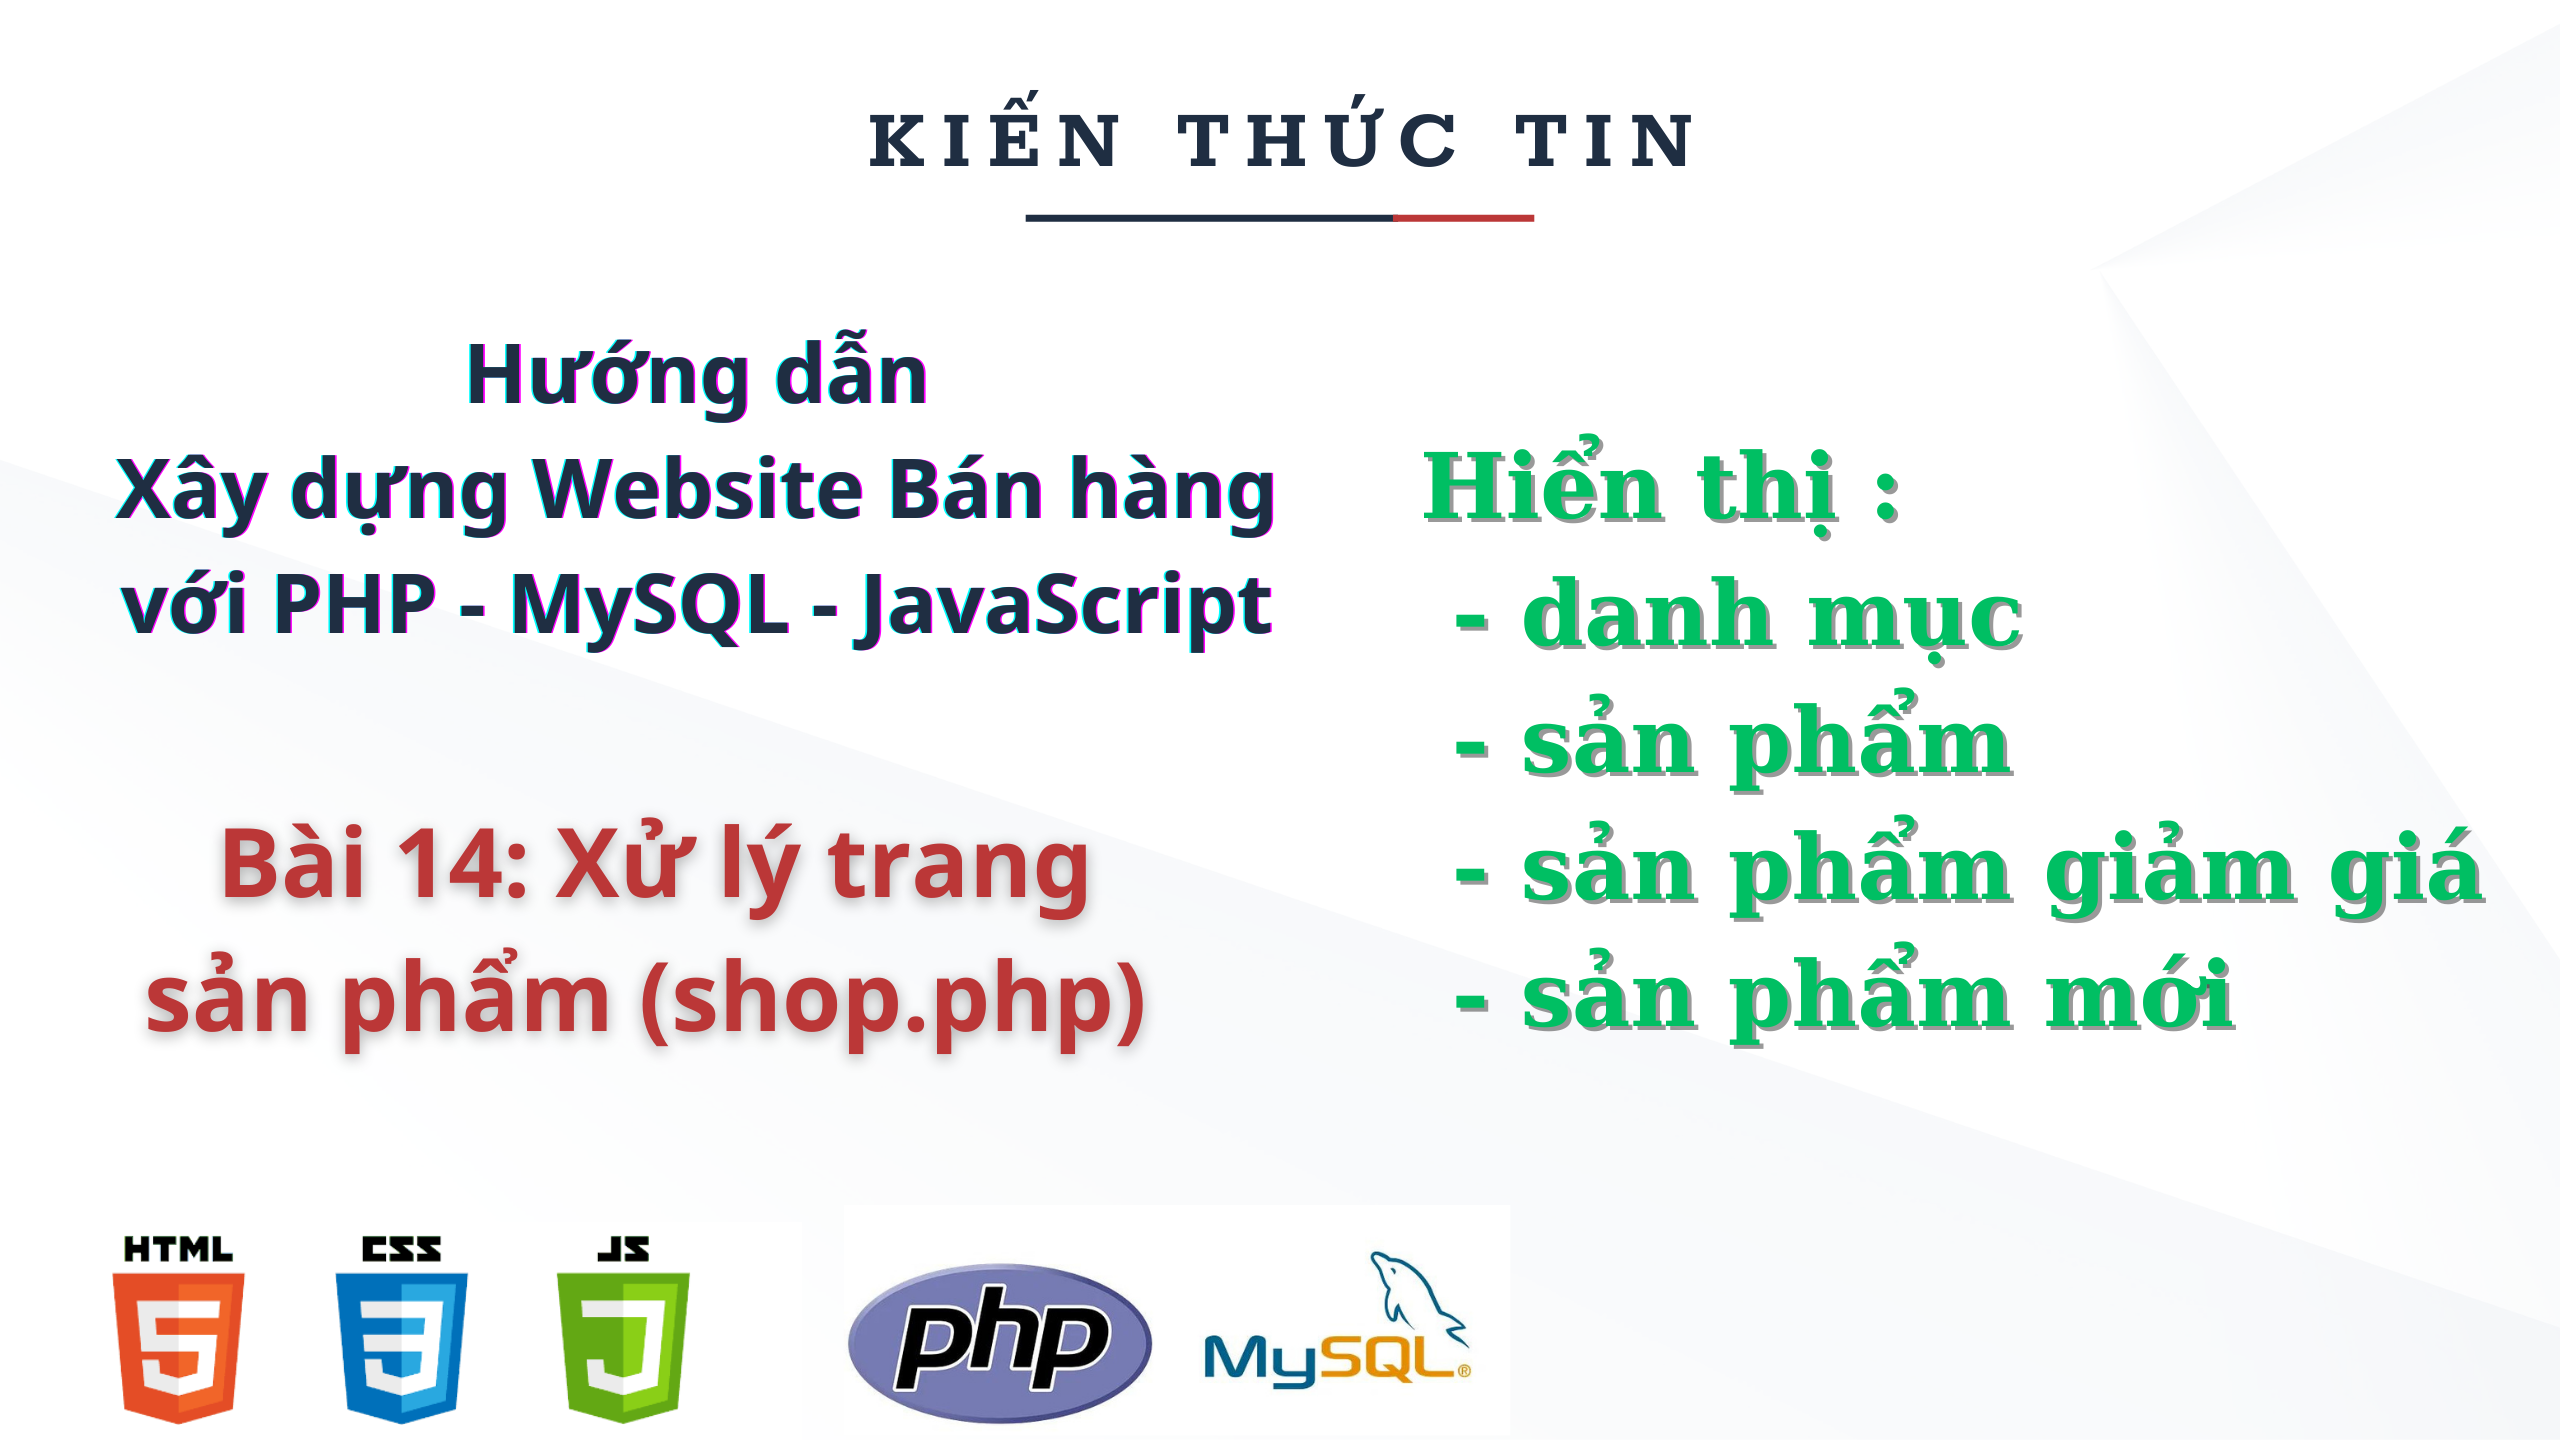 KIẾN THỨC TIN
Hướng dẫn
Xây dựng Website Bán hàng
với PHP - MySQL - JavaScript
Bài 14: Xử lý trang
sản phẩm (shop.php)
Hiển thị :
- danh mục
- sản phẩm
- sản phẩm giảm giá
- sản phẩm mới
HTML CSS JS
php MySQL®